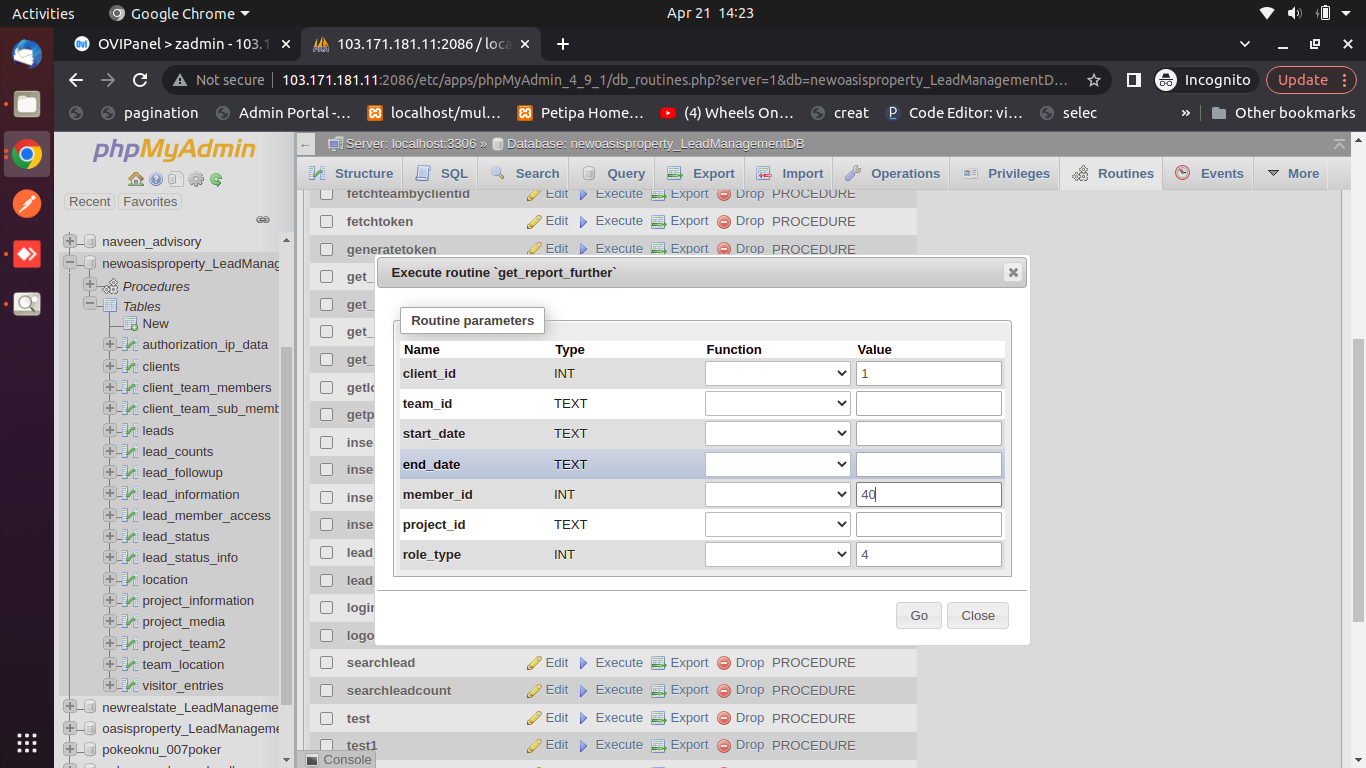 Activities
Google Chrome
Apr 21 14:23
OVIPanel > zadmin - 103.1
103.171.181.11:2086 / loca
Not secure
103.171.181.11:2086/etc/apps/phpMyAdmin_4_9_1/db_routines.php?server=1&db=newoasisproperty_LeadManagementD...
Incognito
Update
pagination
Admin Portal -...
localhost/mul...
Petipa Home...
(4) Wheels On...
creat
Code Editor: vi...
selec
»
Other bookmarks
phpMyAdmin
Recent
Favorites
naveen_advisory
newoasisproperty_LeadManag
Procedures
Tables
New
authorization_ip_data
clients
client_team_members
client_team_sub_memb
leads
lead_counts
lead_followup
lead_information
lead_member_access
lead_status
lead_status_info
location
project_information
project_media
project_team2
team_location
visitor_entries
newrealstate_LeadManageme
oasisproperty_LeadManageme
pokeoknu_007poker
Server: localhost:3306 » Database: newoasisproperty_LeadManagementDB
Structure
SQL
Search
Query
Export
Import
Operations
Privileges
Routines
Events
More
fetchteambyclientid Edit Execute Export Drop PROCEDURE
fetchtoken Edit Execute Export Drop PROCEDURE
generatetoken Edit Execute Export Drop PROCEDURE
get_
get_
get_
get_
getlo
getp
inse
inse
inse
inse
lead_
lead_
login
logo
Execute routine `get_report_further`
Routine parameters
Name Type Function Value
client_id INT 1
team_id TEXT
start_date TEXT
end_date TEXT
member_id INT 40
project_id TEXT
role_type INT 4
Go
Close
searchlead Edit Execute Export Drop PROCEDURE
searchleadcount Edit Execute Export Drop PROCEDURE
test Edit Execute Export Drop PROCEDURE
test1 Edit Execute Export Drop PROCEDURE
Console